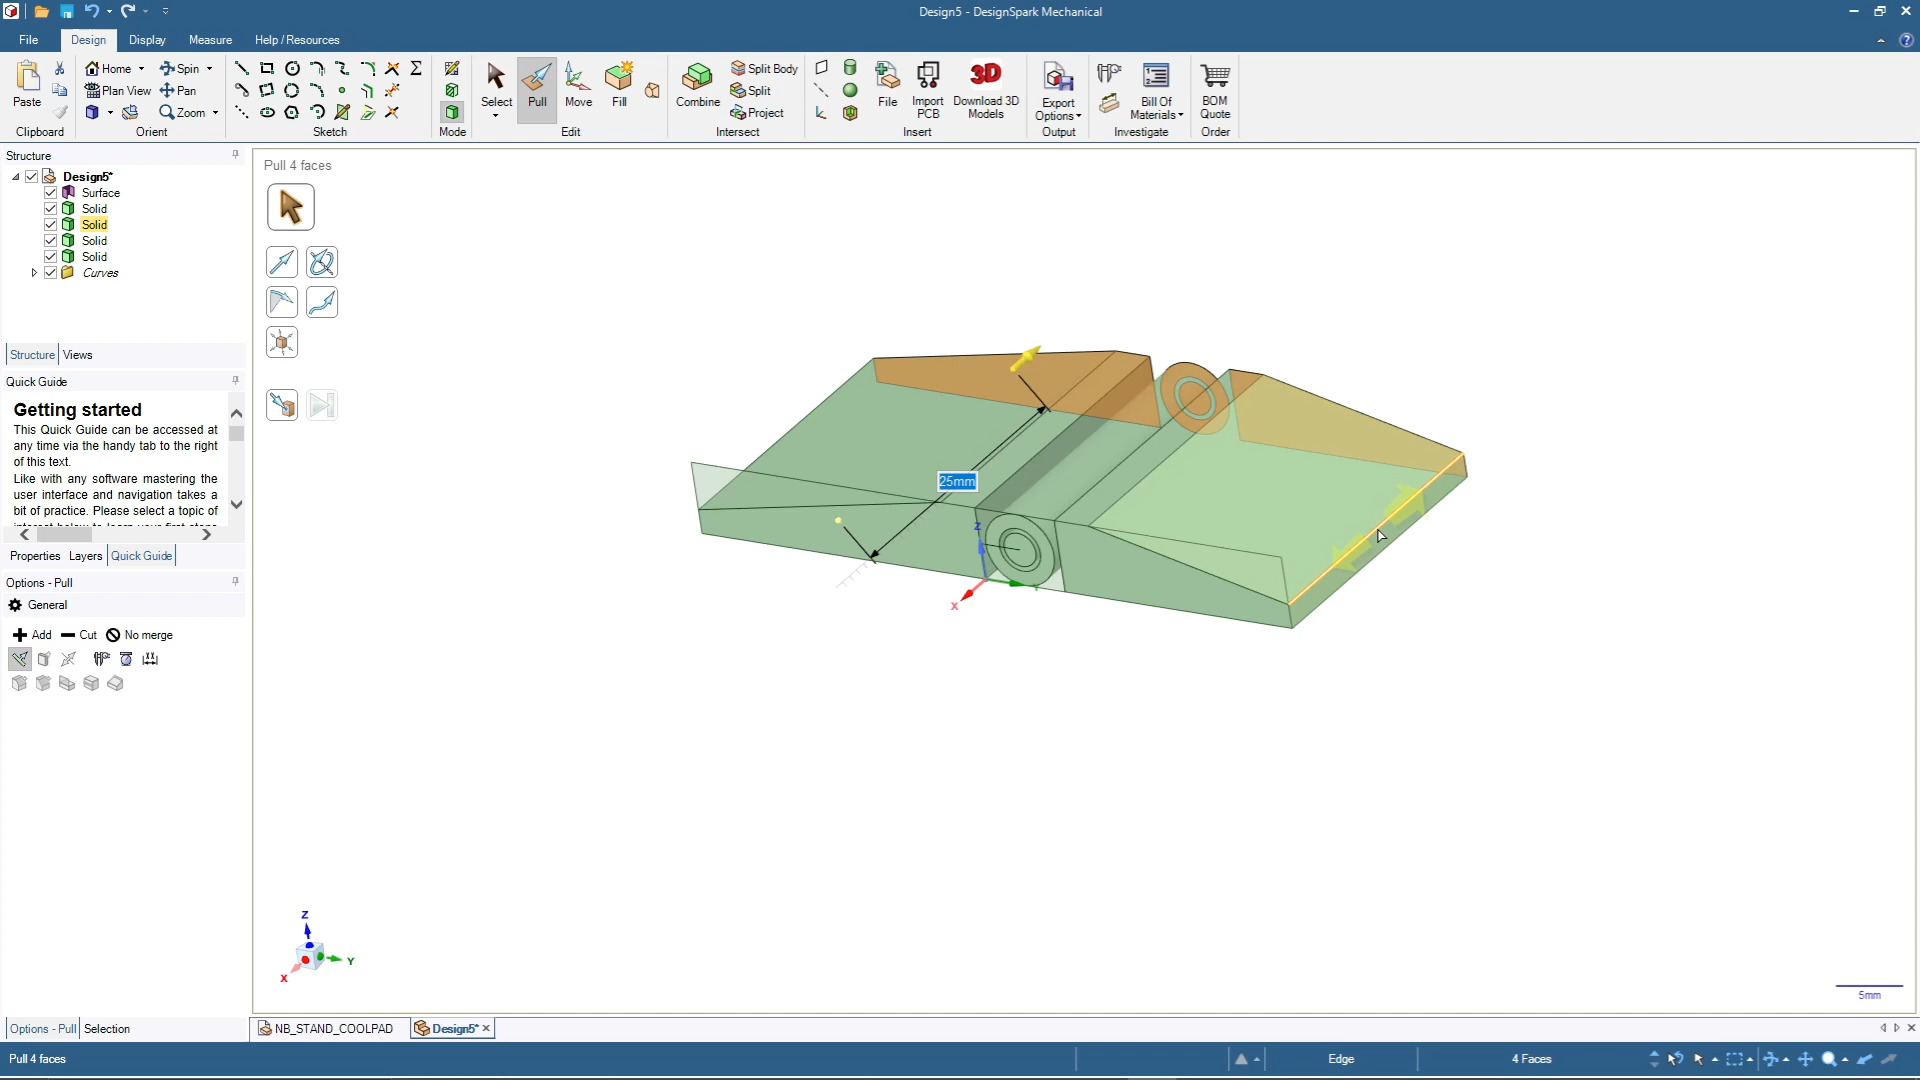 Design5 - DesignSpark Mechanical
File Design Display Measure Help / Resources
Paste
Clipboard
Home Spin
Plan View Pan
Zoom
Orient
Sketch
Mode
Select Pull Move Fill
Edit
Combine
Split Body
Split
Project
Intersect
File
Import PCB
3D
Download 3D Models
Insert
Export Options
Output
Bill Of Materials
Investigate
BOM Quote
Order
Structure
Design5*
Surface
Solid
Solid
Solid
Solid
Curves
Structure Views
Quick Guide
Getting started
This Quick Guide can be accessed at
any time via the handy tab to the right
of this text.
Like with any software mastering the
user interface and navigation takes a
bit of practice. Please select a topic of
Properties Layers Quick Guide
Options - Pull
General
Add Cut No merge
Options - Pull Selection
Pull 4 faces
25mm
Z
X
Z
Y
X
5mm
NB_STAND_COOLPAD Design5*
Pull 4 faces Edge 4 Faces